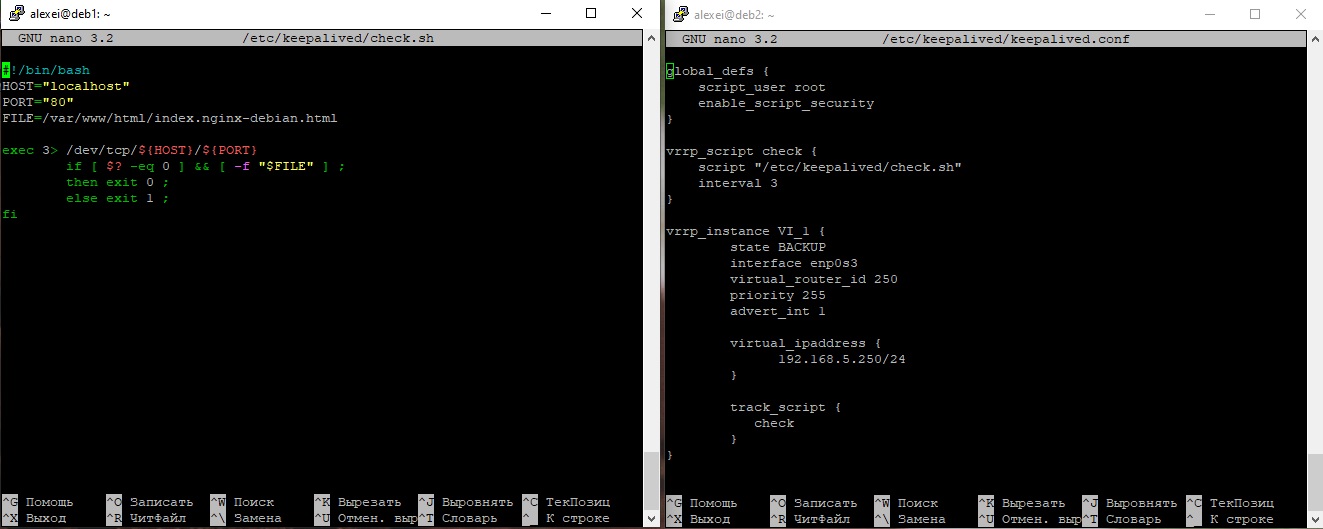 alexei@deb1: ~
GNU nano 3.2 /etc/keepalived/check.sh
#!/bin/bash
HOST="localhost"
PORT="80"
FILE=/var/www/html/index.nginx-debian.html
exec 3> /dev/tcp/${HOST}/${PORT}
if [ $? -eq 0 ] && [ -f "$FILE" ] ;
then exit 0 ;
else exit 1 ;
fi
^G Помощь ^O Записать ^W Поиск ^K Вырезать ^J Выровнять ^C ТекПозиц
^X Выход ^R ЧитФайл ^\ Замена ^U Отмен. выр^T Словарь ^_ К строке
alexei@deb2: ~
GNU nano 3.2 /etc/keepalived/keepalived.conf
global_defs {
script_user root
enable_script_security
}
vrrp_script check {
script "/etc/keepalived/check.sh"
interval 3
}
vrrp_instance VI_1 {
state BACKUP
interface enp0s3
virtual_router_id 250
priority 255
advert_int 1
virtual_ipaddress {
192.168.5.250/24
}
track_script {
check
}
}
^G Помощь ^O Записать ^W Поиск ^K Вырезать ^J Выровнять ^C ТекПозиц
^X Выход ^R ЧитФайл ^\ Замена ^U Отмен. выр^T Словарь ^_ К строке